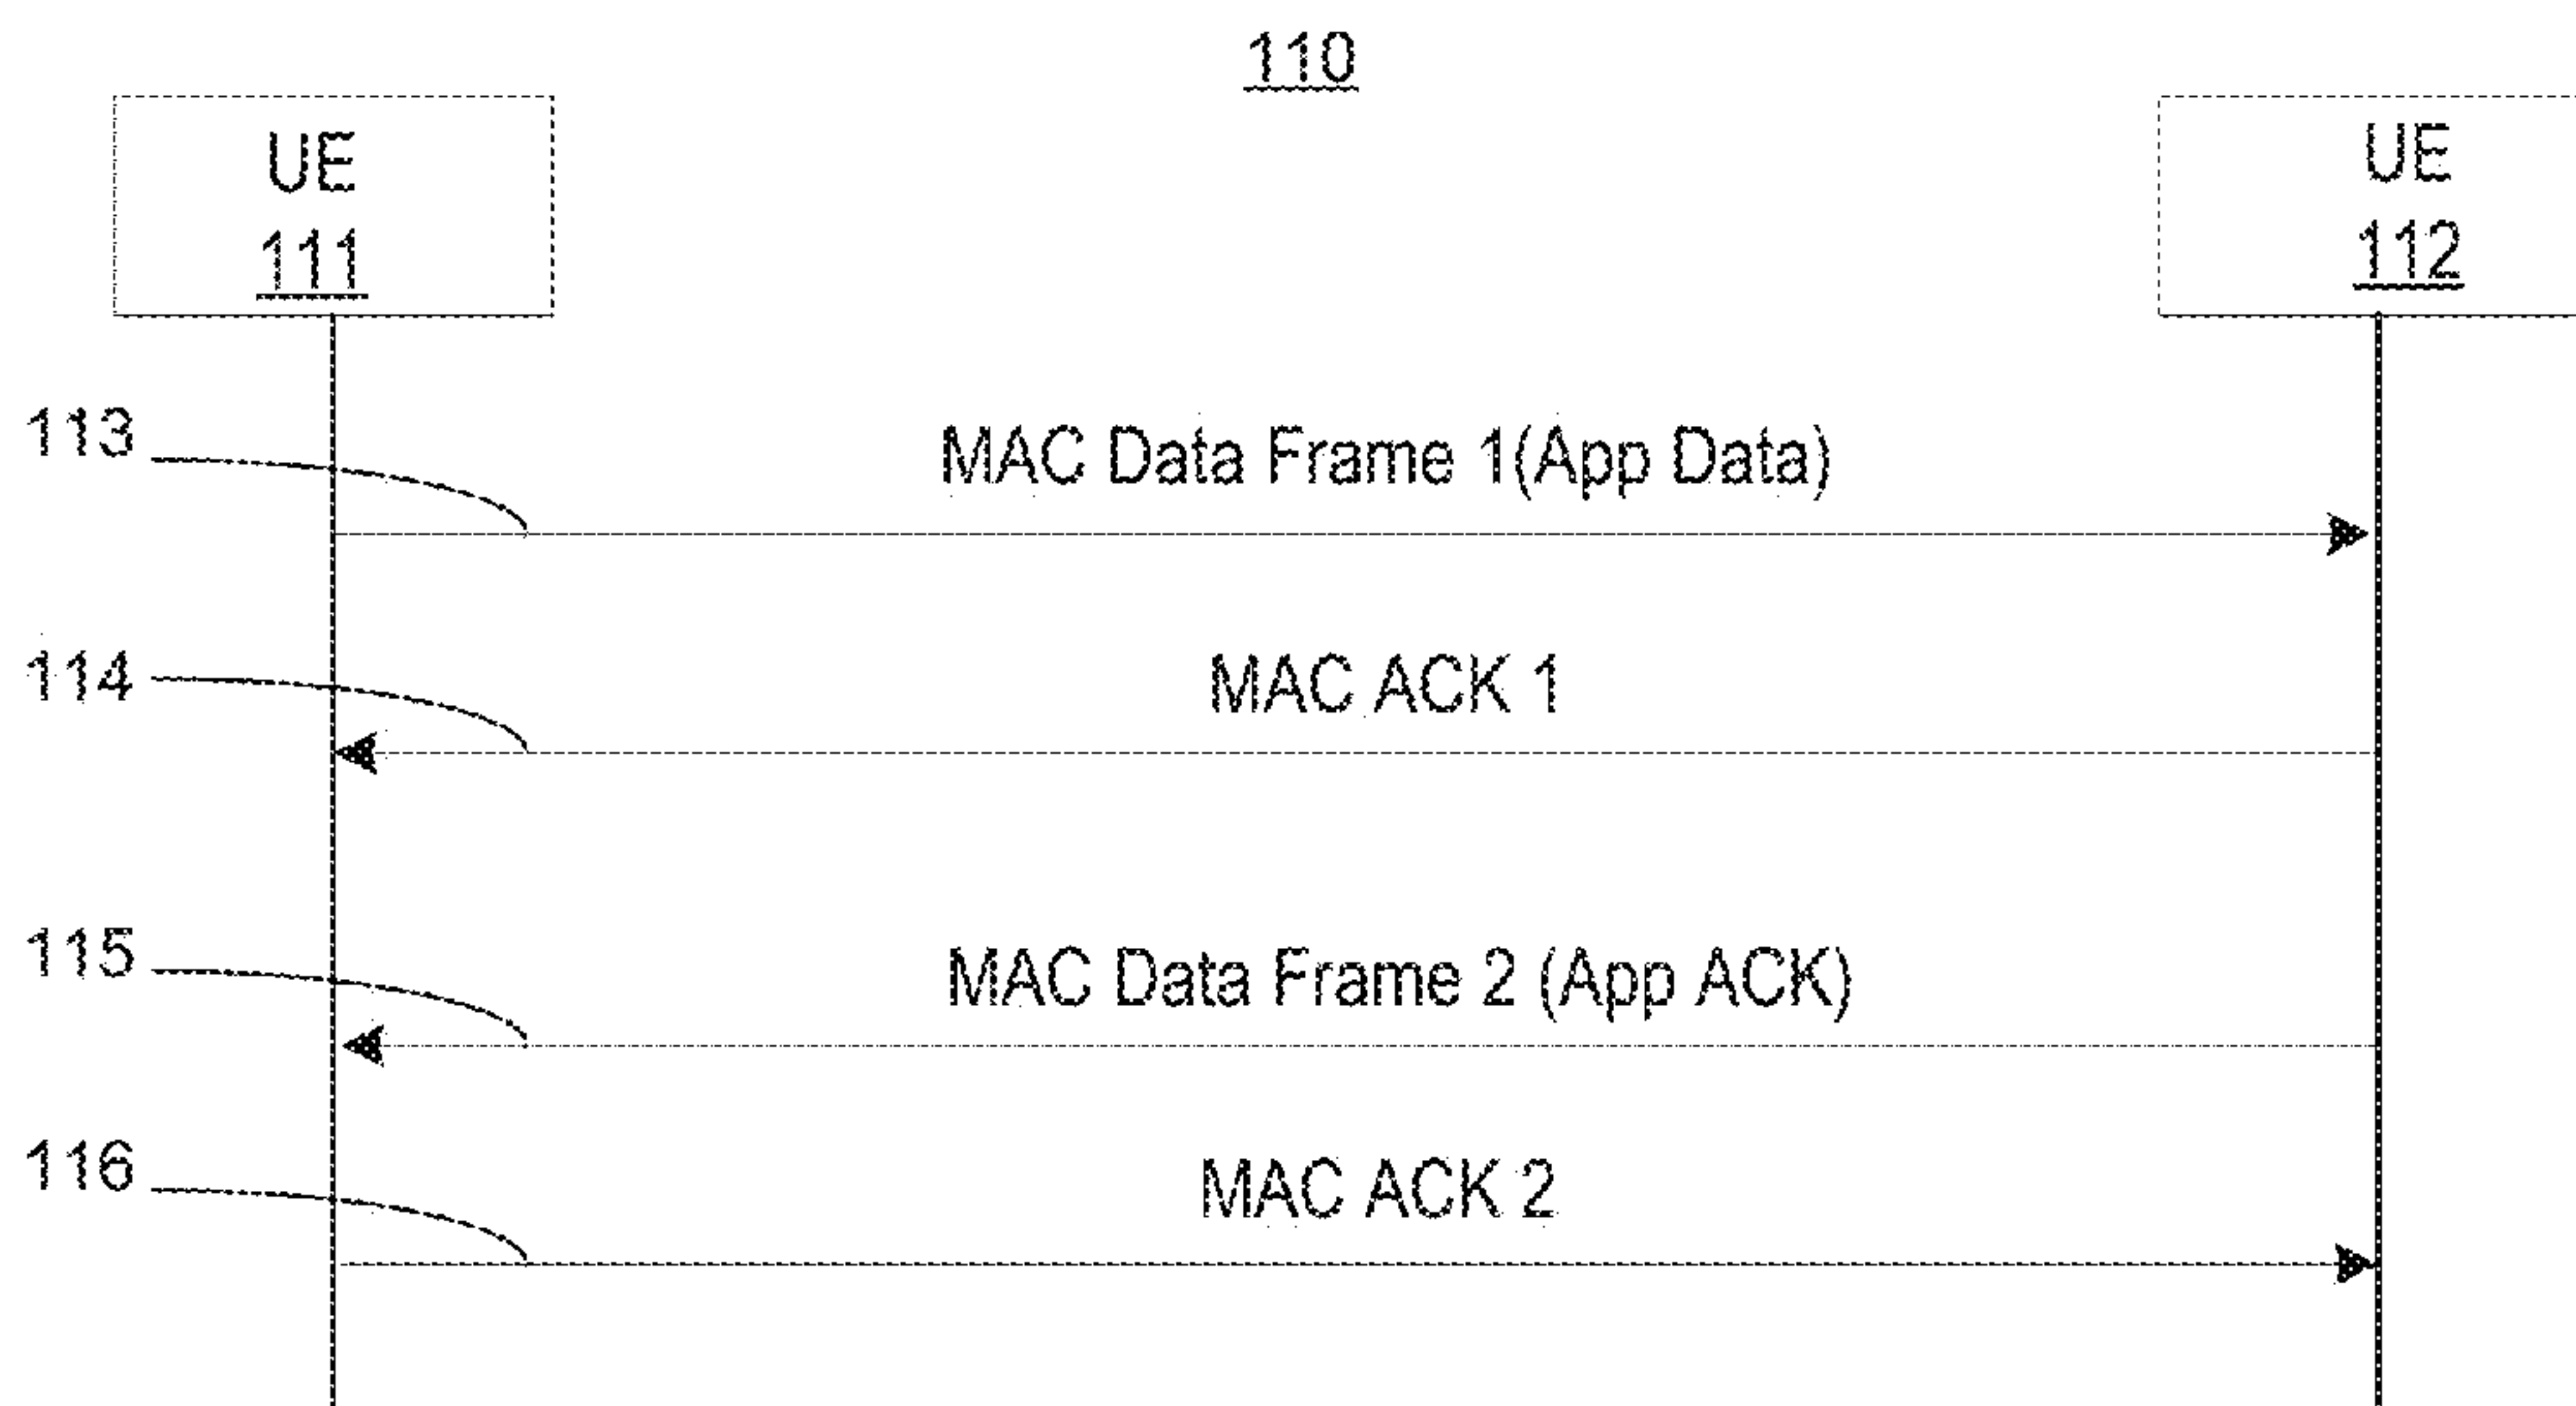 110
UE
111
UE
112
113
MAC Data Frame 1(App Data)
114
MAC ACK 1
115
MAC Data Frame 2 (App ACK)
116
MAC ACK 2